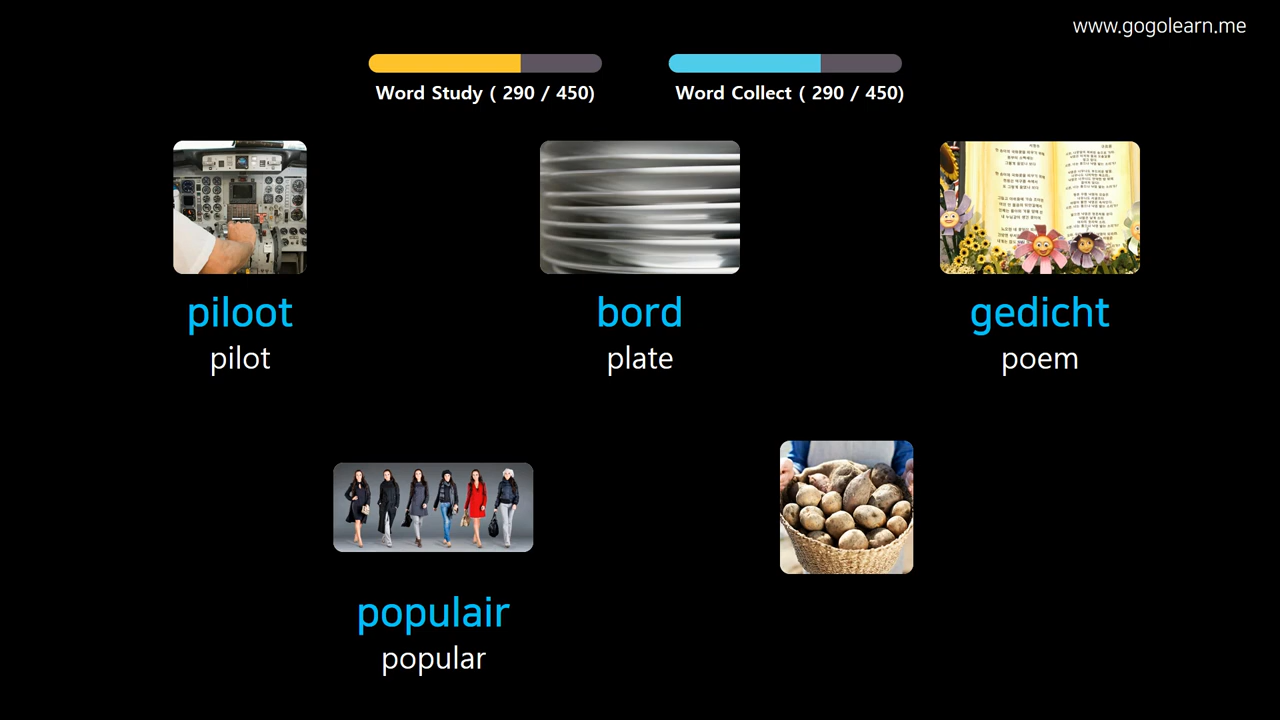 www.gogolearn.me
Word Study ( 290 / 450)
Word Collect ( 290 / 450)
piloot
pilot
bord
plate
gedicht
poem
populair
popular